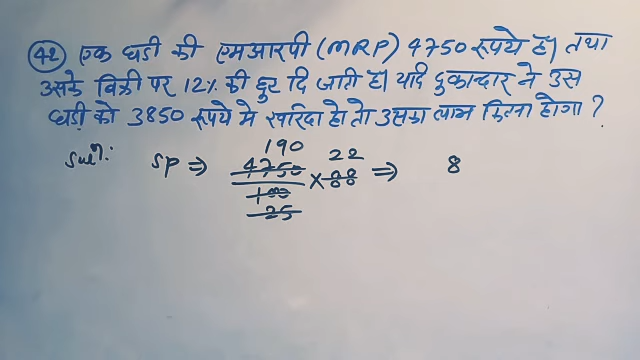 (42) एक घडी की एमआरपी (MRP) 4750 रूपये है। तथा
उसके विक्री पर 12% की छुट दि जाती है। यदि दुकानदार ने उस
घड़ी को 3850 रूपये मे खरिदा हो तो उसका लाभ कितना होगा ?
190 22
Sulⁿ: SP ⇒ 4750 × 88 ⇒ 8
100
25